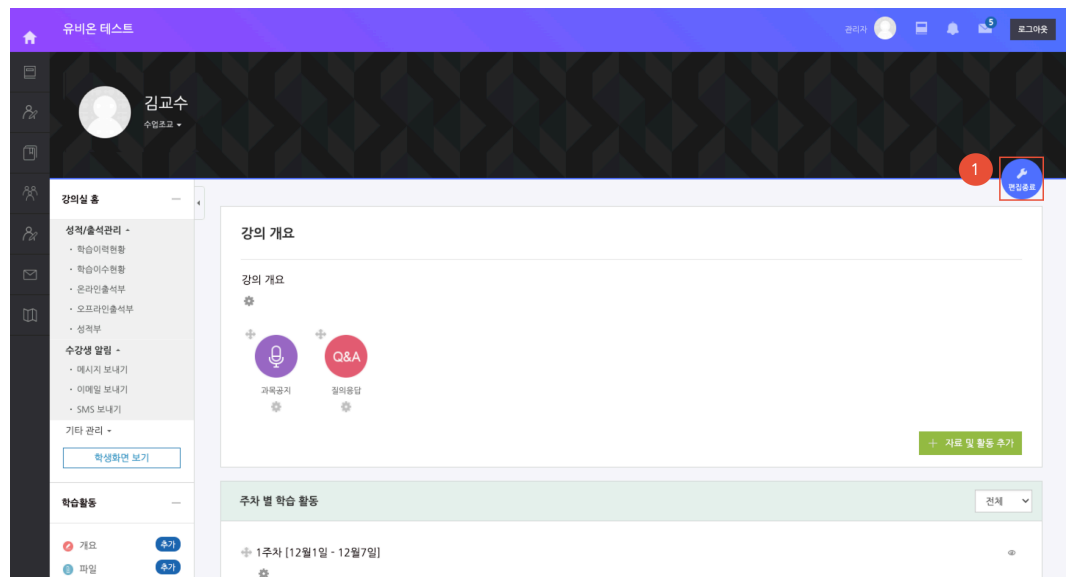 유비온 테스트
관리자
5
로그아웃
김교수
수업조교
1
편집종료
강의실 홈
성적/출석관리
학습이력현황
학습이수현황
온라인출석부
오프라인출석부
성적부
수강생 알림
메시지 보내기
이메일 보내기
SMS 보내기
기타 관리
학생화면 보기
학습활동
개요 추가
파일 추가
강의 개요
강의 개요
Q&A
과목공지 질의응답
+ 자료 및 활동 추가
주차 별 학습 활동 전체
1주차 [12월1일 - 12월7일]